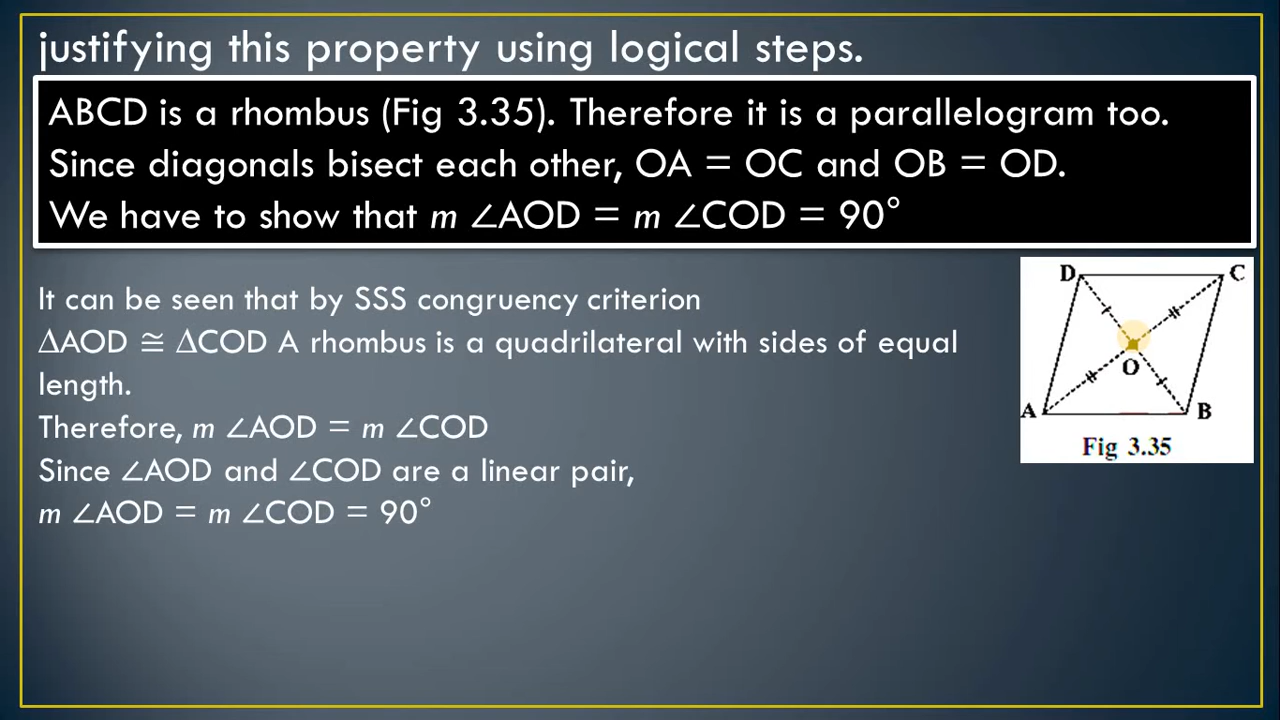 justifying this property using logical steps.
ABCD is a rhombus (Fig 3.35). Therefore it is a parallelogram too.
Since diagonals bisect each other, OA = OC and OB = OD.
We have to show that m ∠AOD = m ∠COD = 90°
It can be seen that by SSS congruency criterion
∆AOD ≅ ∆COD A rhombus is a quadrilateral with sides of equal
length.
Therefore, m ∠AOD = m ∠COD
Since ∠AOD and ∠COD are a linear pair,
m ∠AOD = m ∠COD = 90°
D C
O
A B
Fig 3.35